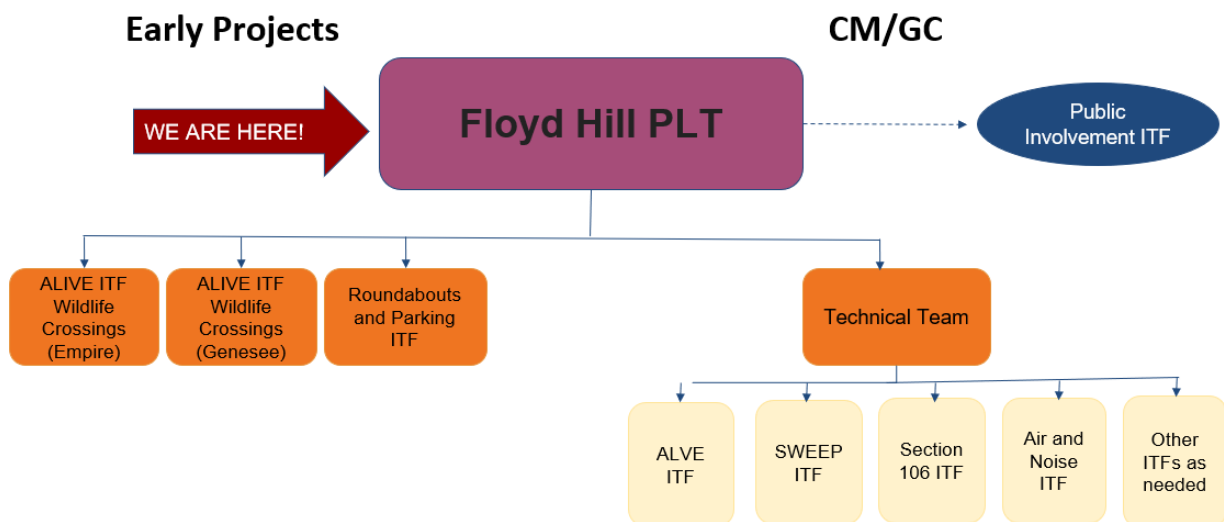 Early Projects
CM/GC
WE ARE HERE!
Floyd Hill PLT
Public
Involvement ITF
ALIVE ITF
Wildlife
Crossings
(Empire)
ALIVE ITF
Wildlife
Crossings
(Genesee)
Roundabouts
and Parking
ITF
Technical Team
ALVE
ITF
SWEEP
ITF
Section
106 ITF
Air and
Noise
ITF
Other
ITFs as
needed